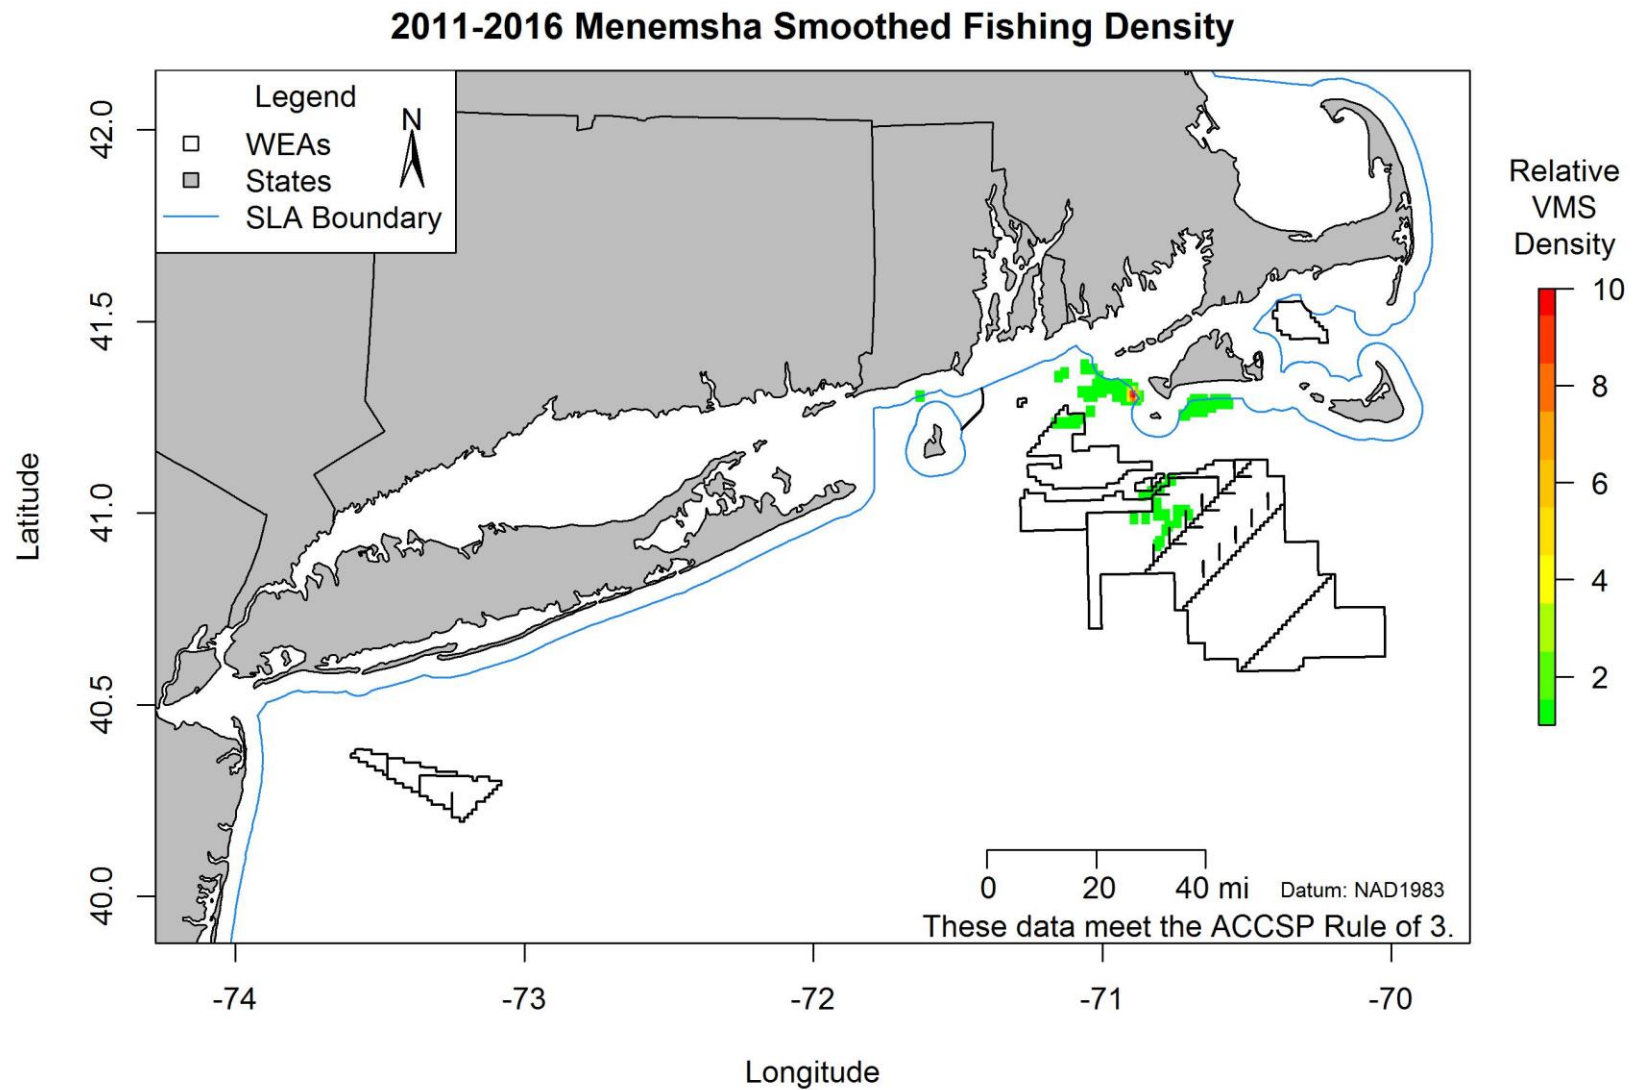 2011-2016 Menemsha Smoothed Fishing Density
Legend
WEAs
States
SLA Boundary
N
Relative
VMS
Density
10
8
6
4
2
Latitude
42.0
41.5
41.0
40.5
40.0
0 20 40 mi
Datum: NAD1983
These data meet the ACCSP Rule of 3.
-74 -73 -72 -71 -70
Longitude